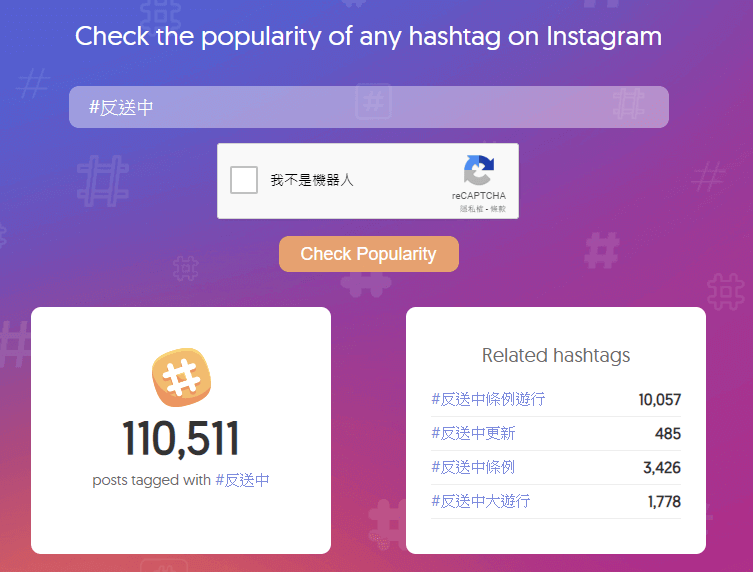 Check the popularity of any hashtag on Instagram
#反送中
我不是機器人
reCAPTCHA
隱私權 - 條款
Check Popularity
110,511
posts tagged with #反送中
Related hashtags
#反送中條例遊行 10,057
#反送中更新 485
#反送中條例 3,426
#反送中大遊行 1,778